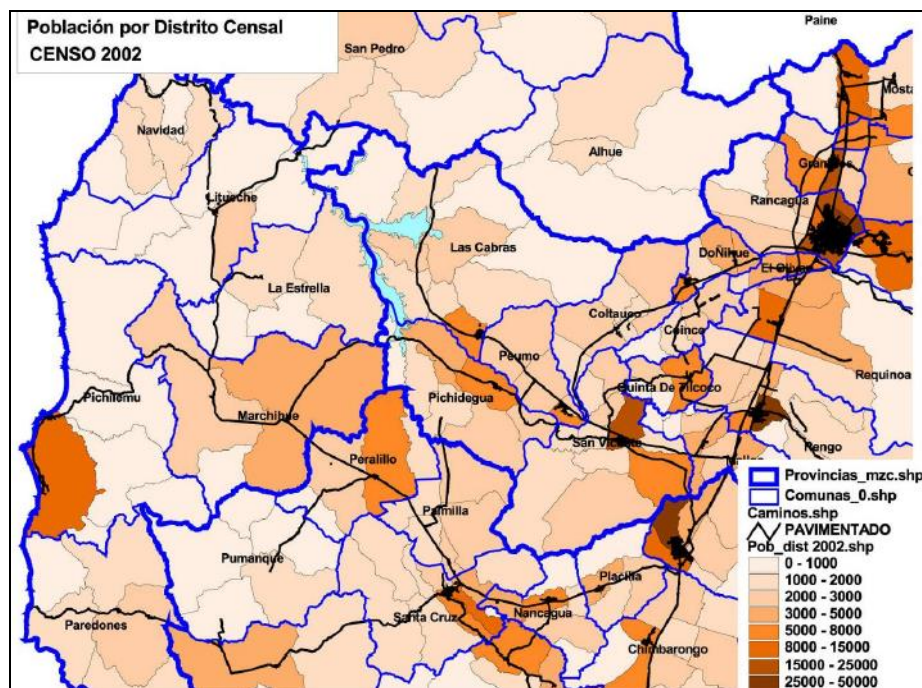 Población por Distrito Censal
CENSO 2002
Paine
San Pedro
Mosta
Navidad
Alhue
Graneros
Rancagua
Litueche
Las Cabras
DoÑihue
El Olivar
La Estrella
Coltauco
Coinco
Peumo
Requinoa
Pichilemu
Pichidegua
Quinta De Tilcoco
Marchihue
San Vicente
Rengo
Peralillo
Palmilla
Pumanque
Placilla
Paredones
Santa Cruz
Nancagua
Chimbarongo
Provincias_mzc.shp
Comunas_0.shp
Caminos.shp
PAVIMENTADO
Pob_dist 2002.shp
0 - 1000
1000 - 2000
2000 - 3000
3000 - 5000
5000 - 8000
8000 - 15000
15000 - 25000
25000 - 50000